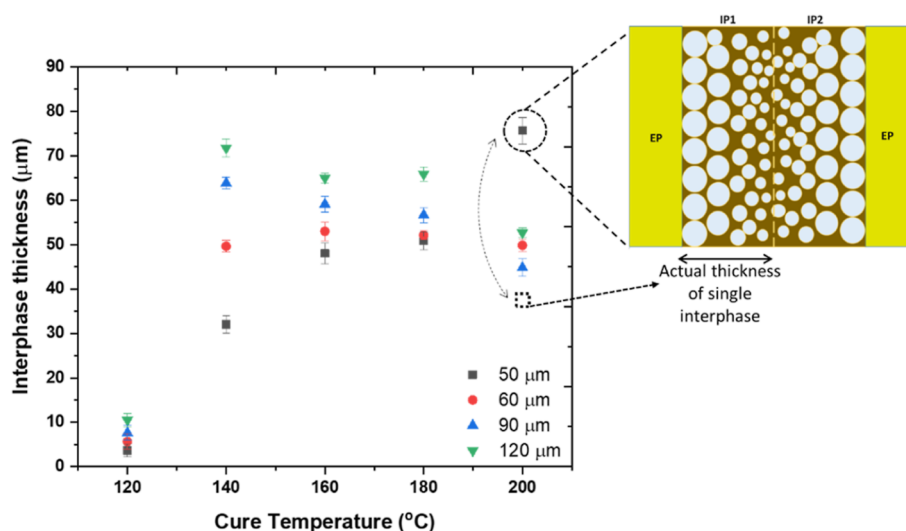 IP1 IP2
EP
EP
Actual thickness
of single
interphase
Interphase thickness (μm)
90
80
70
60
50
40
30
20
10
0
120 140 160 180 200
Cure Temperature (°C)
50 μm
60 μm
90 μm
120 μm